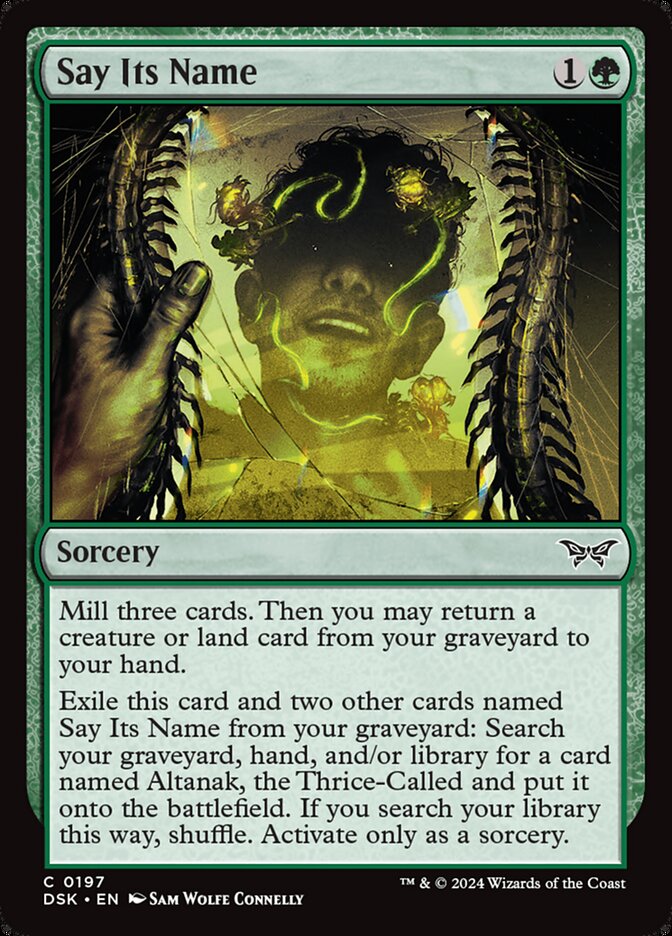 Say Its Name 1
Sorcery
Mill three cards. Then you may return a
creature or land card from your graveyard to
your hand.
Exile this card and two other cards named
Say Its Name from your graveyard: Search
your graveyard, hand, and/or library for a card
named Altanak, the Thrice-Called and put it
onto the battlefield. If you search your library
this way, shuffle. Activate only as a sorcery.
C 0197
DSK • EN Sam Wolfe Connelly
™ & © 2024 Wizards of the Coast